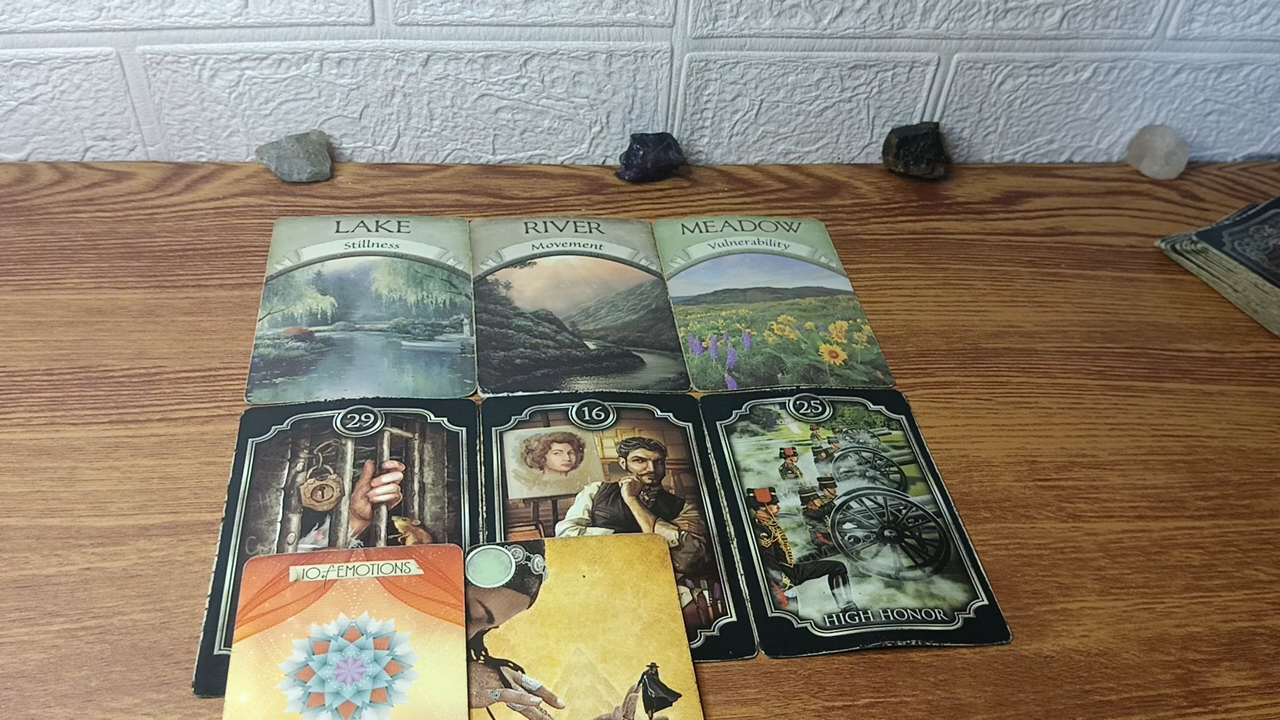 LAKE
Stillness
RIVER
Movement
MEADOW
Vulnerability
29
16
25
HIGH HONOR
10 of EMOTIONS